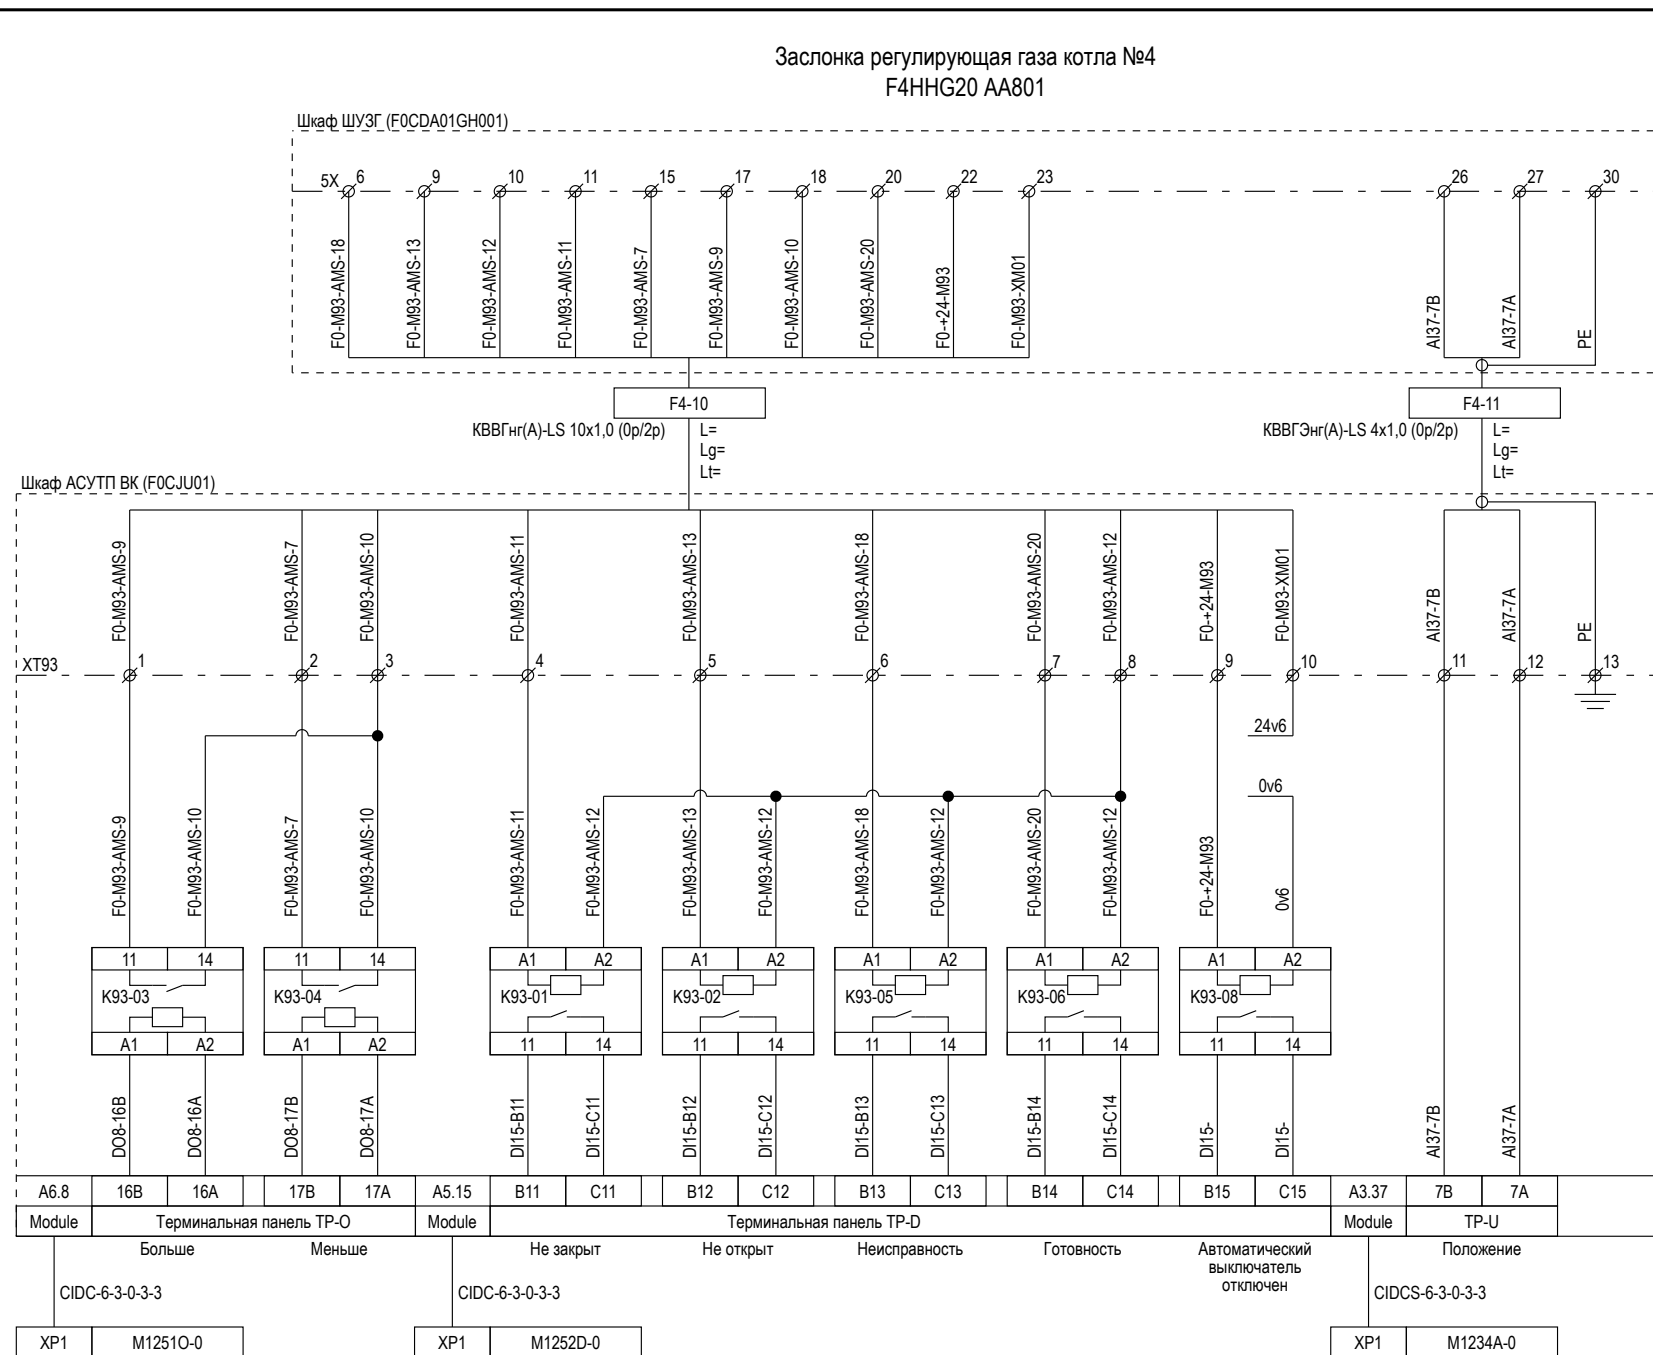 Заслонка регулирующая газа котла №4
F4HHG20 AA801
Шкаф ШУЗГ (F0CDA01GH001)
5X 6 9 10 11 15 17 18 20 22 23 26 27 30
F0-M93-AMS-18
F0-M93-AMS-13
F0-M93-AMS-12
F0-M93-AMS-11
F0-M93-AMS-7
F0-M93-AMS-9
F0-M93-AMS-10
F0-M93-AMS-20
F0-+24-M93
F0-M93-XM01
AI37-7B
AI37-7A
PE
F4-10 F4-11
КВВГнг(А)-LS 10x1,0 (0р/2р) L= КВВГЭнг(А)-LS 4x1,0 (0р/2р) L=
Lg= Lg=
Lt= Lt=
Шкаф АСУТП ВК (F0CJU01)
F0-M93-AMS-9
F0-M93-AMS-7
F0-M93-AMS-10
F0-M93-AMS-11
F0-M93-AMS-13
F0-M93-AMS-18
F0-M93-AMS-20
F0-M93-AMS-12
F0-+24-M93
F0-M93-XM01
AI37-7B
AI37-7A
PE
XT93 1 2 3 4 5 6 7 8 9 10 11 12 13
24v6
0v6
F0-M93-AMS-9
F0-M93-AMS-10
F0-M93-AMS-7
F0-M93-AMS-10
F0-M93-AMS-11
F0-M93-AMS-12
F0-M93-AMS-13
F0-M93-AMS-12
F0-M93-AMS-18
F0-M93-AMS-12
F0-M93-AMS-20
F0-M93-AMS-12
F0-+24-M93
0v6
11 14 11 14 A1 A2 A1 A2 A1 A2 A1 A2 A1 A2
K93-03 K93-04 K93-01 K93-02 K93-05 K93-06 K93-08
A1 A2 A1 A2 11 14 11 14 11 14 11 14 11 14
DO8-16B
DO8-16A
DO8-17B
DO8-17A
DI15-B11
DI15-C11
DI15-B12
DI15-C12
DI15-B13
DI15-C13
DI15-B14
DI15-C14
DI15-
DI15-
AI37-7B
AI37-7A
A6.8 16B 16A 17B 17A A5.15 B11 C11 B12 C12 B13 C13 B14 C14 B15 C15 A3.37 7B 7A
Module Терминальная панель TP-O Module Терминальная панель TP-D Module TP-U
Больше Меньше Не закрыт Не открыт Неисправность Готовность Автоматический Положение
выключатель
отключен
CIDC-6-3-0-3-3 CIDC-6-3-0-3-3 CIDCS-6-3-0-3-3
XP1 M1251O-0 XP1 M1252D-0 XP1 M1234A-0